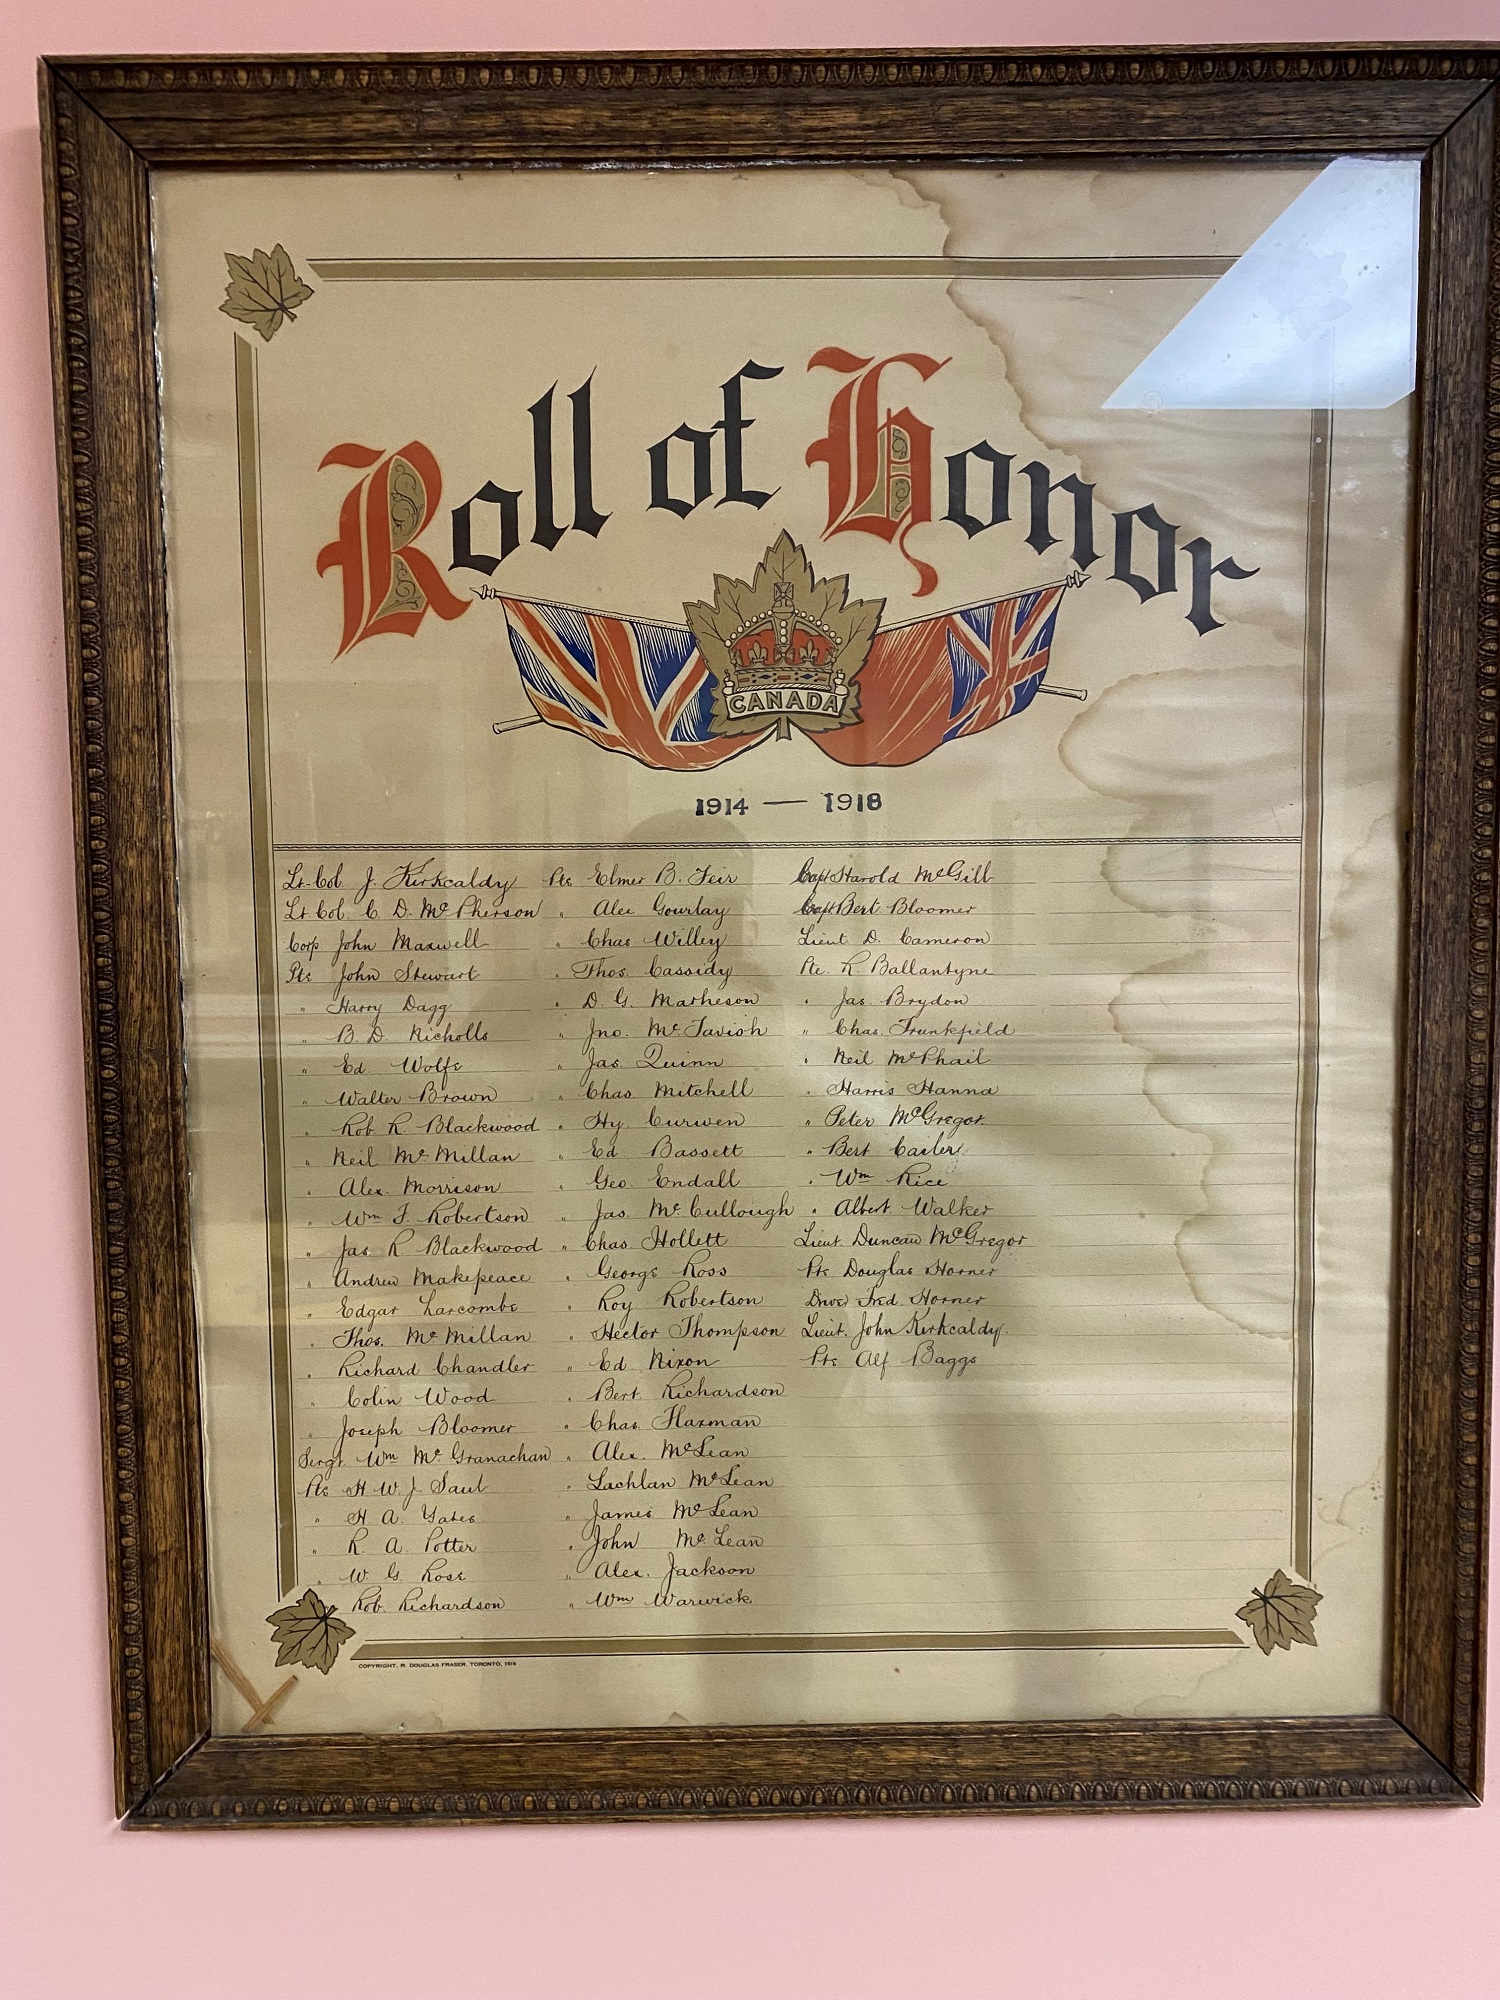 Roll of Honor
CANADA
1914 — 1918
Lt-Col. J. Kirkcaldy
Lt Col. C. D. McPherson
Corp John Maxwell
Pte John Stewart
" Harry Dagg
" B. D. Nicholls
" Ed Wolfe
" Walter Brown
" Rob R. Blackwood
" Neil McMillan
" Alex. Morrison
" Wm F. Robertson
" Jas R Blackwood
" Andrew Makepeace
" Edgar Larcombe
" Thos. McMillan
" Richard Chandler
" Colin Wood
" Joseph Bloomer
Sergt. Wm McGranachan
Pte H. W. J. Saul
" H. A. Yates
" R. A. Potter
" W. G. Rose
" Rob. Richardson
Pte Elmer B. Feir
" Alec Gourlay
" Chas Willey
" Thos. Cassidy
" D. G. Matheson
" Jno. McTavish
" Jas. Quinn
" Chas Mitchell
" Hy. Curwen
" Ed Bassett
" Geo. Endall
" Jas. McCullough
" Chas Hollett
" George Ross
" Roy Robertson
" Hector Thompson
" Ed Nixon
" Bert. Richardson
" Chas. Flaxman
" Alex. McLean
" Lachlan McLean
" James McLean
" John McLean
" Alex. Jackson
" Wm Warwick
Capt Harold McGill
Capt Bert Bloomer
Lieut D. Cameron
Pte. R. Ballantyne
" Jas. Brydon
" Chas. Trunkfield
" Neil McPhail
" Harris Hanna
" Peter McGregor.
" Bert Cailes
" Wm Rice
" Albert Walker
Lieut. Duncan McGregor
Pte Douglas Horner
Driver Fred Horner
Lieut. John Kirkcaldy.
Pte Alf Baggs
COPYRIGHT, R. DOUGLAS FRASER, TORONTO, 1916